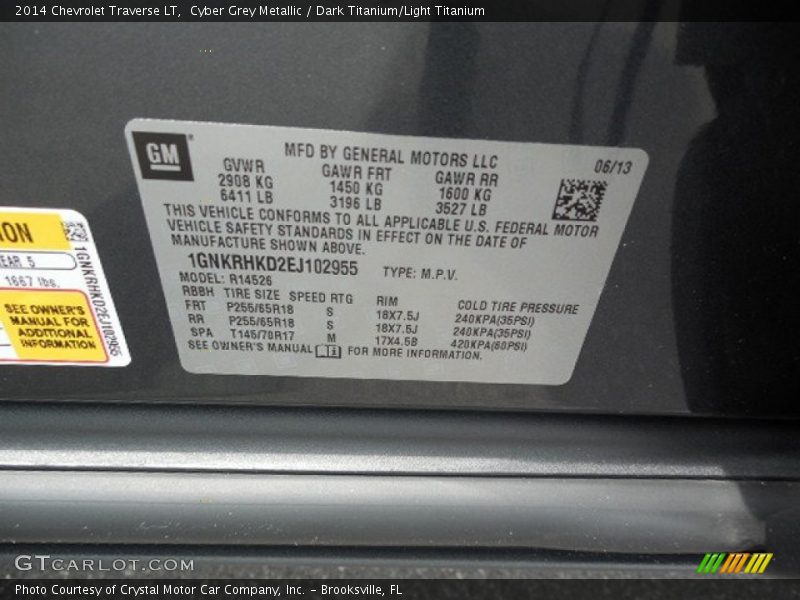 2014 Chevrolet Traverse LT, Cyber Grey Metallic / Dark Titanium/Light Titanium
GM
MFD BY GENERAL MOTORS LLC
06/13
GVWR GAWR FRT GAWR RR
2908 KG 1450 KG 1600 KG
6411 LB 3196 LB 3527 LB
THIS VEHICLE CONFORMS TO ALL APPLICABLE U.S. FEDERAL MOTOR
VEHICLE SAFETY STANDARDS IN EFFECT ON THE DATE OF
MANUFACTURE SHOWN ABOVE.
1GNKRHKD2EJ102955 TYPE: M.P.V.
MODEL: R14526
RBBH TIRE SIZE SPEED RTG RIM COLD TIRE PRESSURE
FRT P255/65R18 S 18X7.5J 240KPA(35PSI)
RR P255/65R18 S 18X7.5J 240KPA(35PSI)
SPA T145/70R17 M 17X4.5B 420KPA(60PSI)
SEE OWNER'S MANUAL FOR MORE INFORMATION.
ION
REAR 5
1667 lbs.
SEE OWNER'S
MANUAL FOR
ADDITIONAL
INFORMATION
1GNKRHKD2EJ102955
GTCARLOT.COM
Photo Courtesy of Crystal Motor Car Company, Inc. - Brooksville, FL